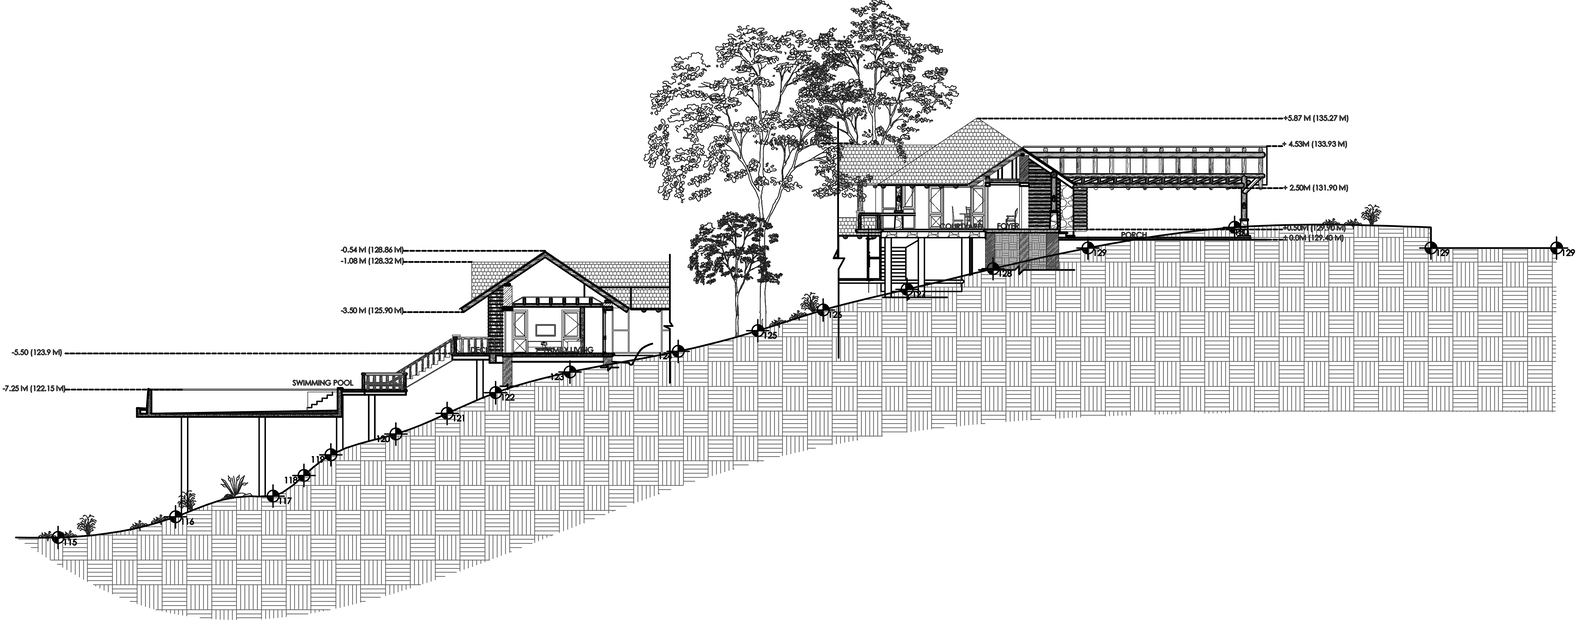 +5.87 M (135.27 M)
+ 4.53M (133.93 M)
+ 2.50M (131.90 M)
COURTYARD
FOYER
PORCH
+0.50M (129.90 M)
± 0.0M (129.40 M)
-0.54 M (128.86 M)
-1.08 M (128.32 M)
-3.50 M (125.90 M)
-5.50 (123.9 M)
-7.25 M (122.15 M)
DECK
FAMILY LIVING
SWIMMING POOL
129
129
129
128
127
126
125
124
123
122
121
120
119
118
117
116
115